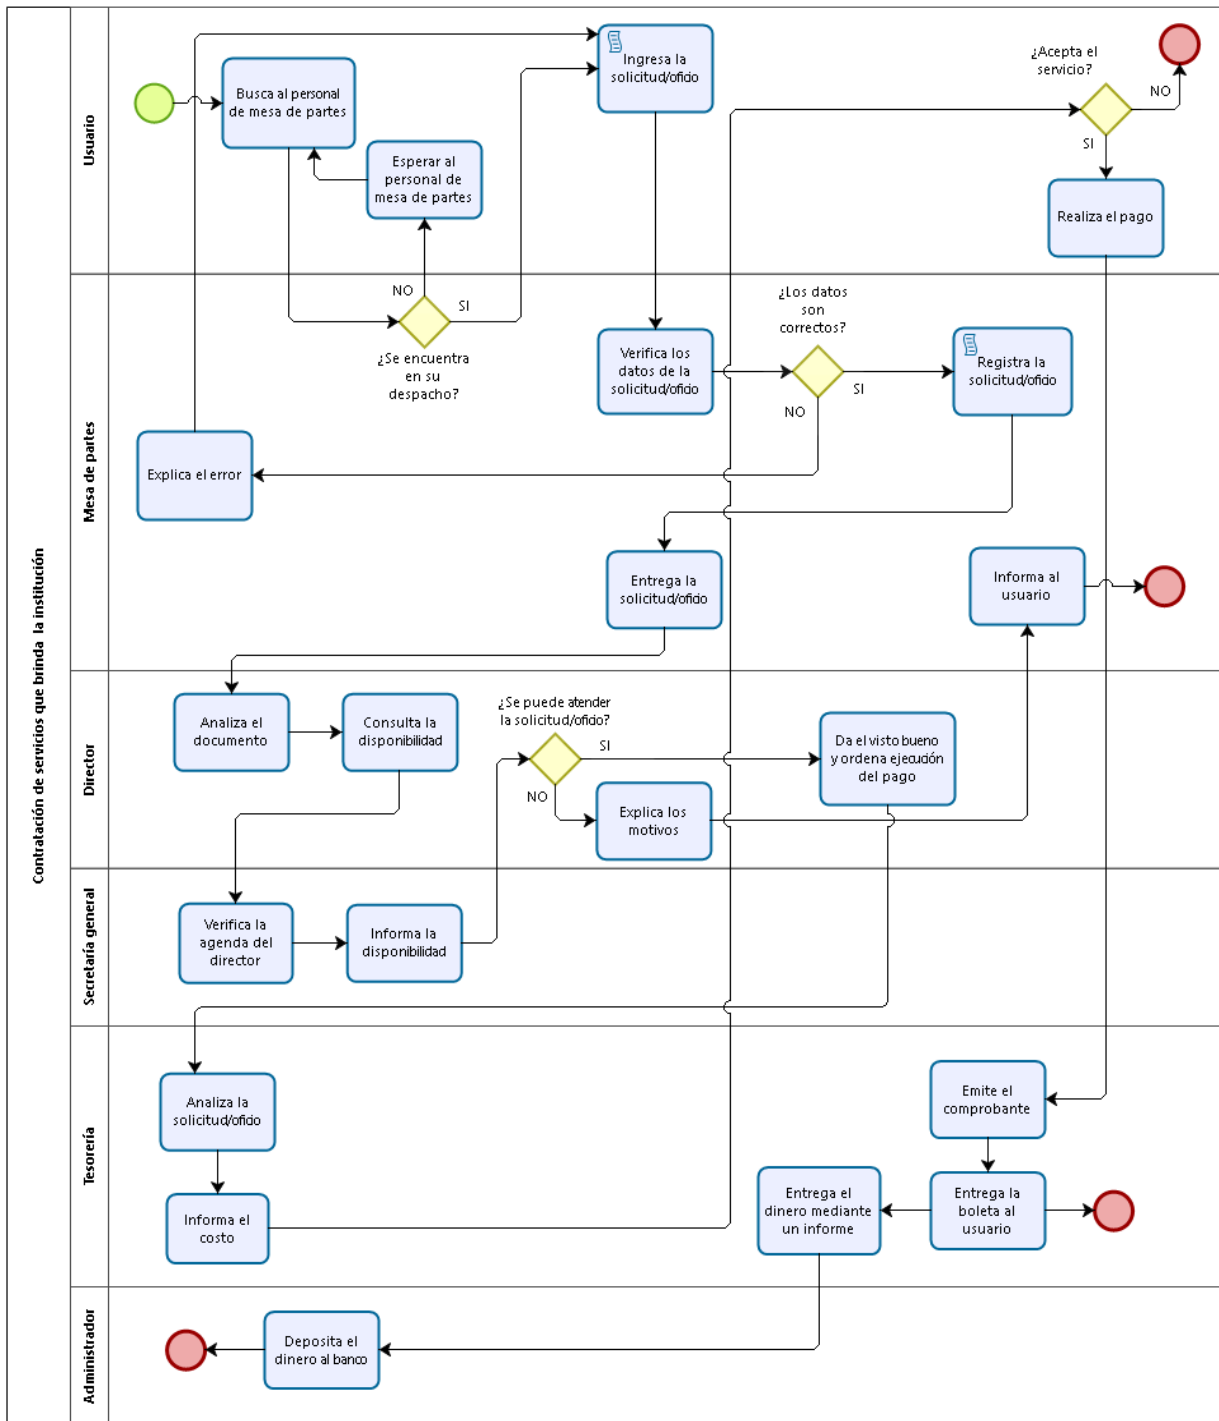 Contratación de servicios que brinda la institución
Usuario
Busca al personal
de mesa de partes
Esperar al
personal de
mesa de partes
Ingresa la
solicitud/oficio
¿Acepta el
servicio?
NO
SI
Realiza el pago
Mesa de partes
NO
SI
¿Se encuentra
en su
despacho?
Verifica los
datos de la
solicitud/oficio
¿Los datos
son
correctos?
NO
SI
Registra la
solicitud/oficio
Explica el error
Entrega la
solicitud/oficio
Informa al
usuario
Director
Analiza el
documento
Consulta la
disponibilidad
¿Se puede atender
la solicitud/oficio?
SI
NO
Explica los
motivos
Da el visto bueno
y ordena ejecución
del pago
Secretaría general
Verifica la
agenda del
director
Informa la
disponibilidad
Tesorería
Analiza la
solicitud/oficio
Informa el
costo
Emite el
comprobante
Entrega la
boleta al
usuario
Entrega el
dinero mediante
un informe
Administrador
Deposita el
dinero al banco